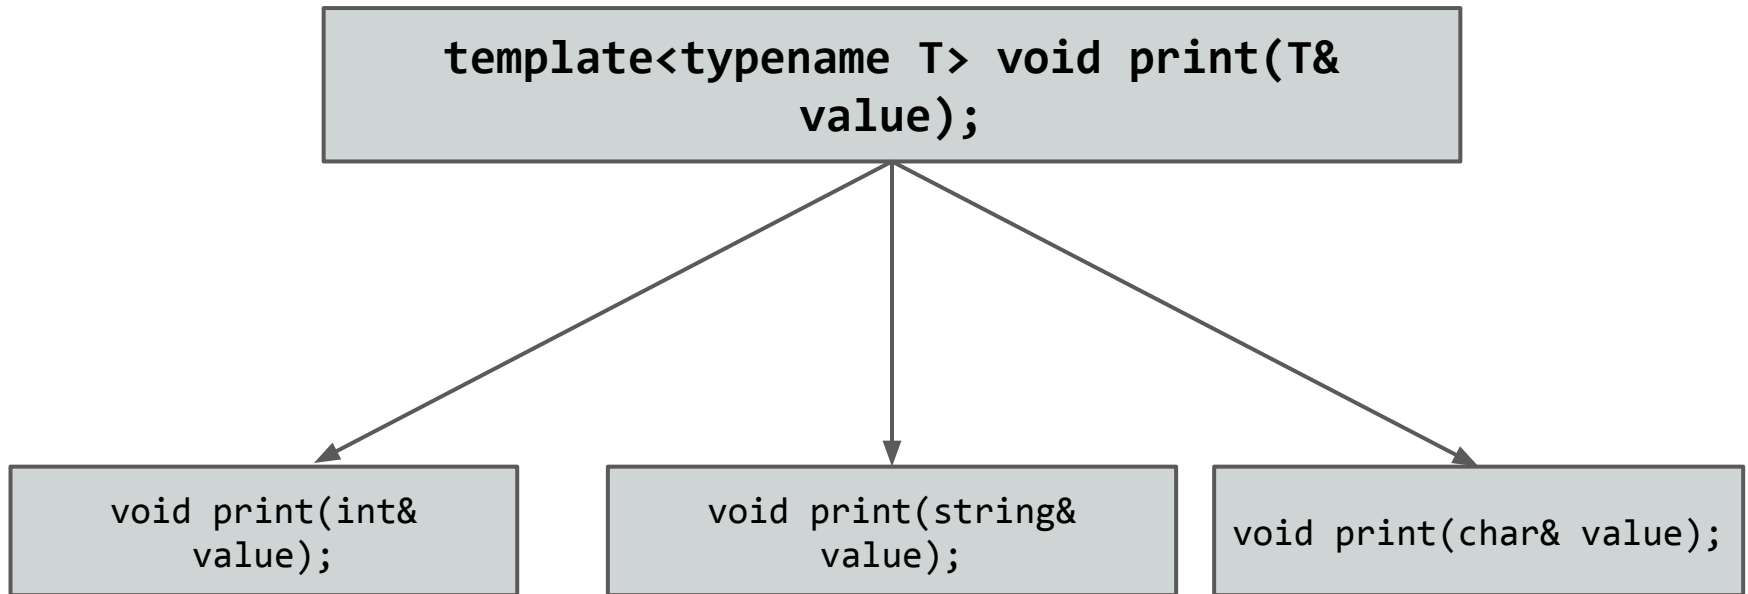 template<typename T> void print(T&
value);
void print(int&
value);
void print(string&
value);
void print(char& value);